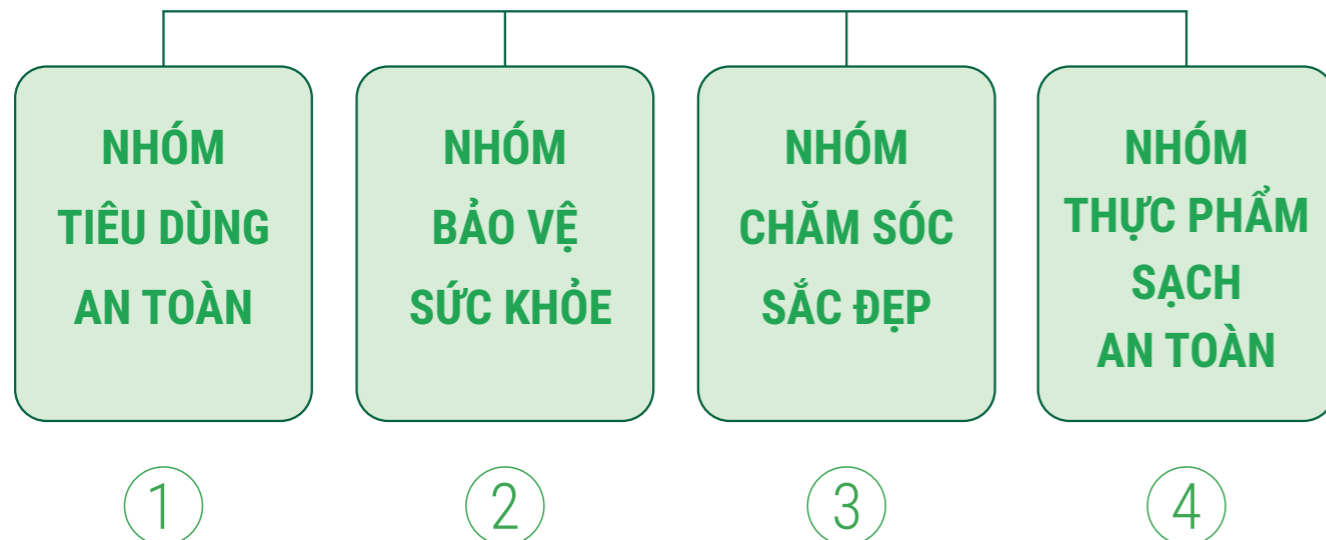 NHÓM
TIÊU DÙNG
AN TOÀN
NHÓM
BẢO VỆ
SỨC KHỎE
NHÓM
CHĂM SÓC
SẮC ĐẸP
NHÓM
THỰC PHẨM
SẠCH
AN TOÀN
1
2
3
4